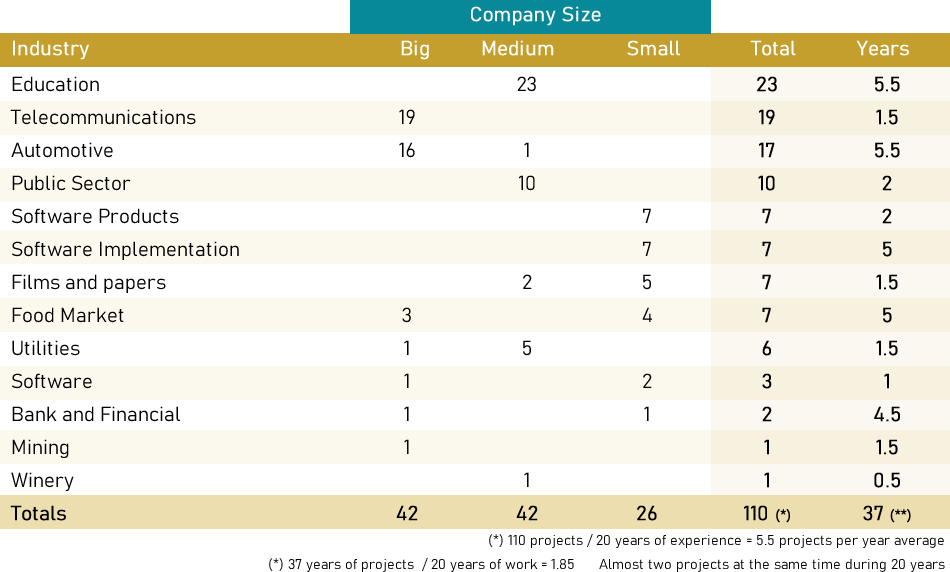 Company Size
Industry Big Medium Small Total Years
Education 23 23 5.5
Telecommunications 19 19 1.5
Automotive 16 1 17 5.5
Public Sector 10 10 2
Software Products 7 7 2
Software Implementation 7 7 5
Films and papers 2 5 7 1.5
Food Market 3 4 7 5
Utilities 1 5 6 1.5
Software 1 2 3 1
Bank and Financial 1 1 2 4.5
Mining 1 1 1.5
Winery 1 1 0.5
Totals 42 42 26 110 (*) 37 (**)
(*) 110 projects / 20 years of experience = 5.5 projects per year average
(*) 37 years of projects / 20 years of work = 1.85 Almost two projects at the same time during 20 years